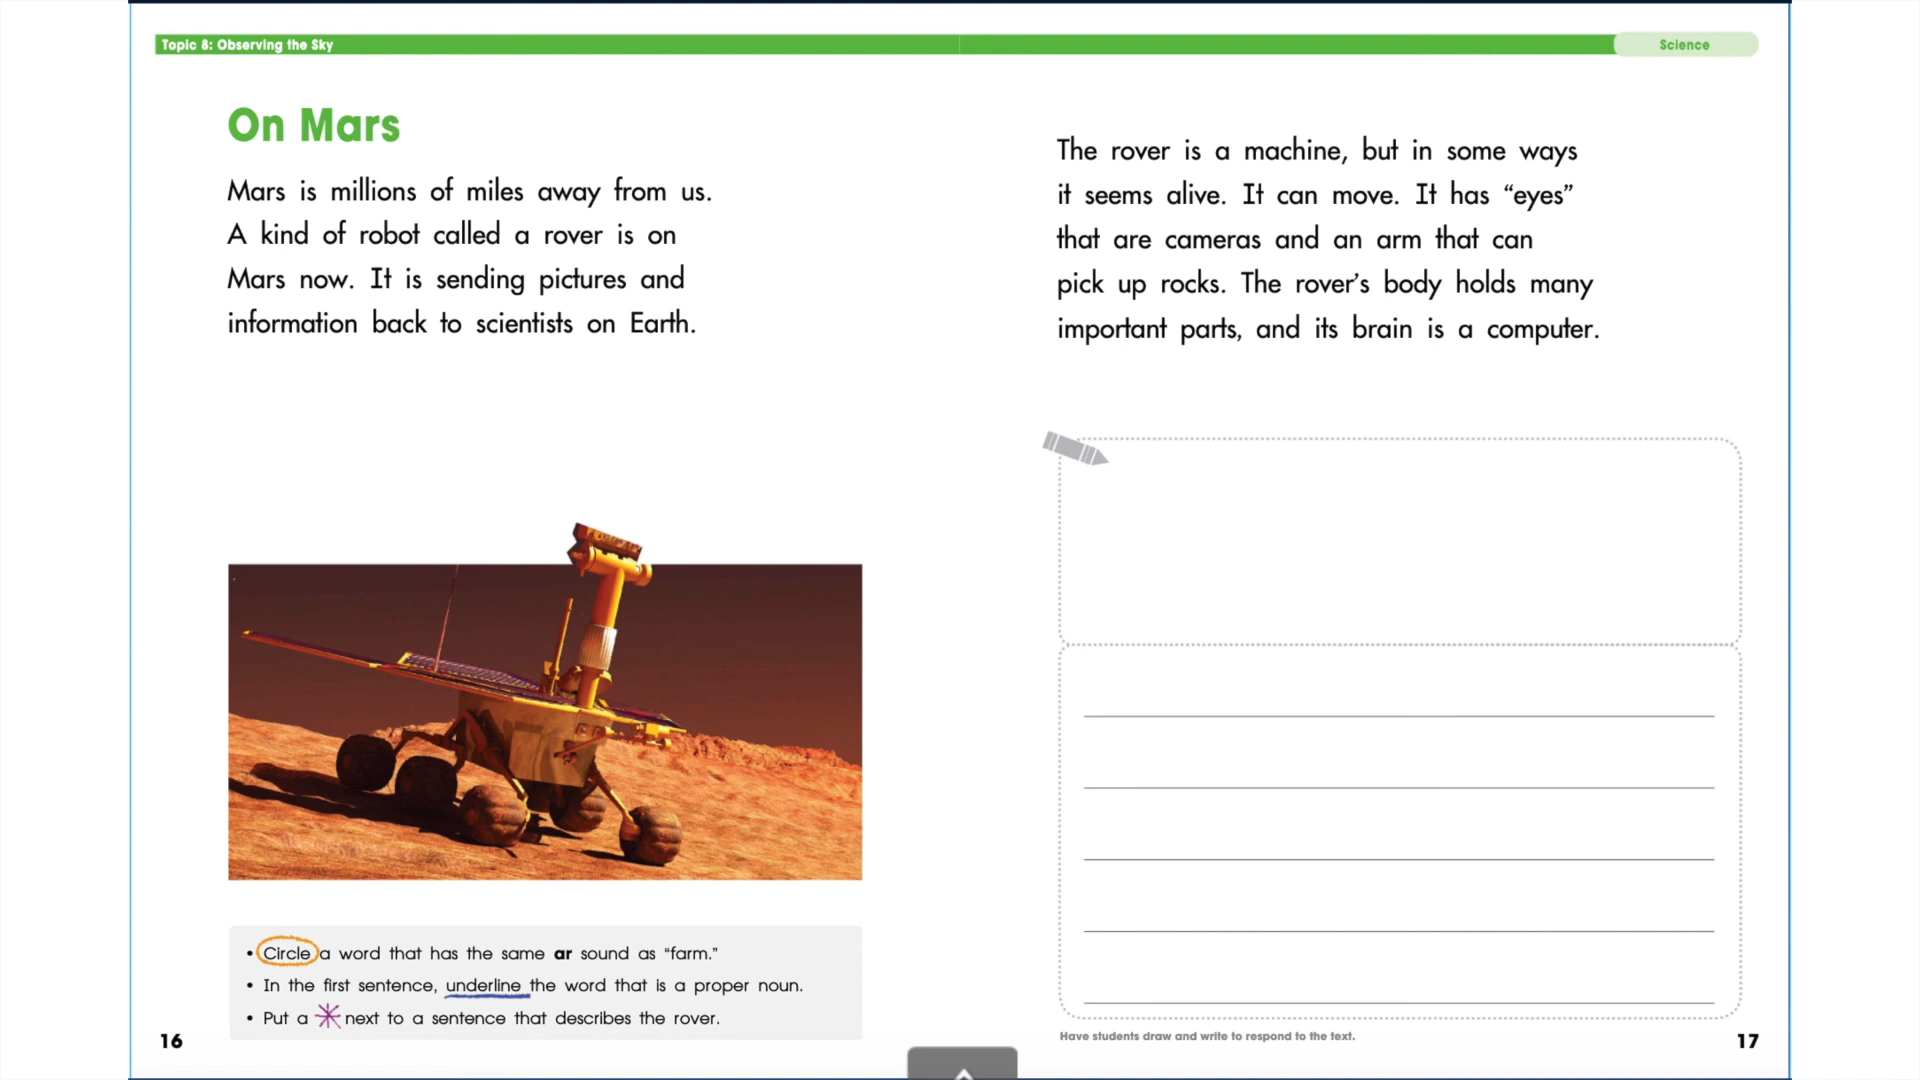 Topic 8: Observing the Sky
Science
On Mars
Mars is millions of miles away from us.
A kind of robot called a rover is on
Mars now. It is sending pictures and
information back to scientists on Earth.
• Circle a word that has the same ar sound as “farm.”
• In the first sentence, underline the word that is a proper noun.
• Put a next to a sentence that describes the rover.
16
The rover is a machine, but in some ways
it seems alive. It can move. It has “eyes”
that are cameras and an arm that can
pick up rocks. The rover’s body holds many
important parts, and its brain is a computer.
Have students draw and write to respond to the text.
17